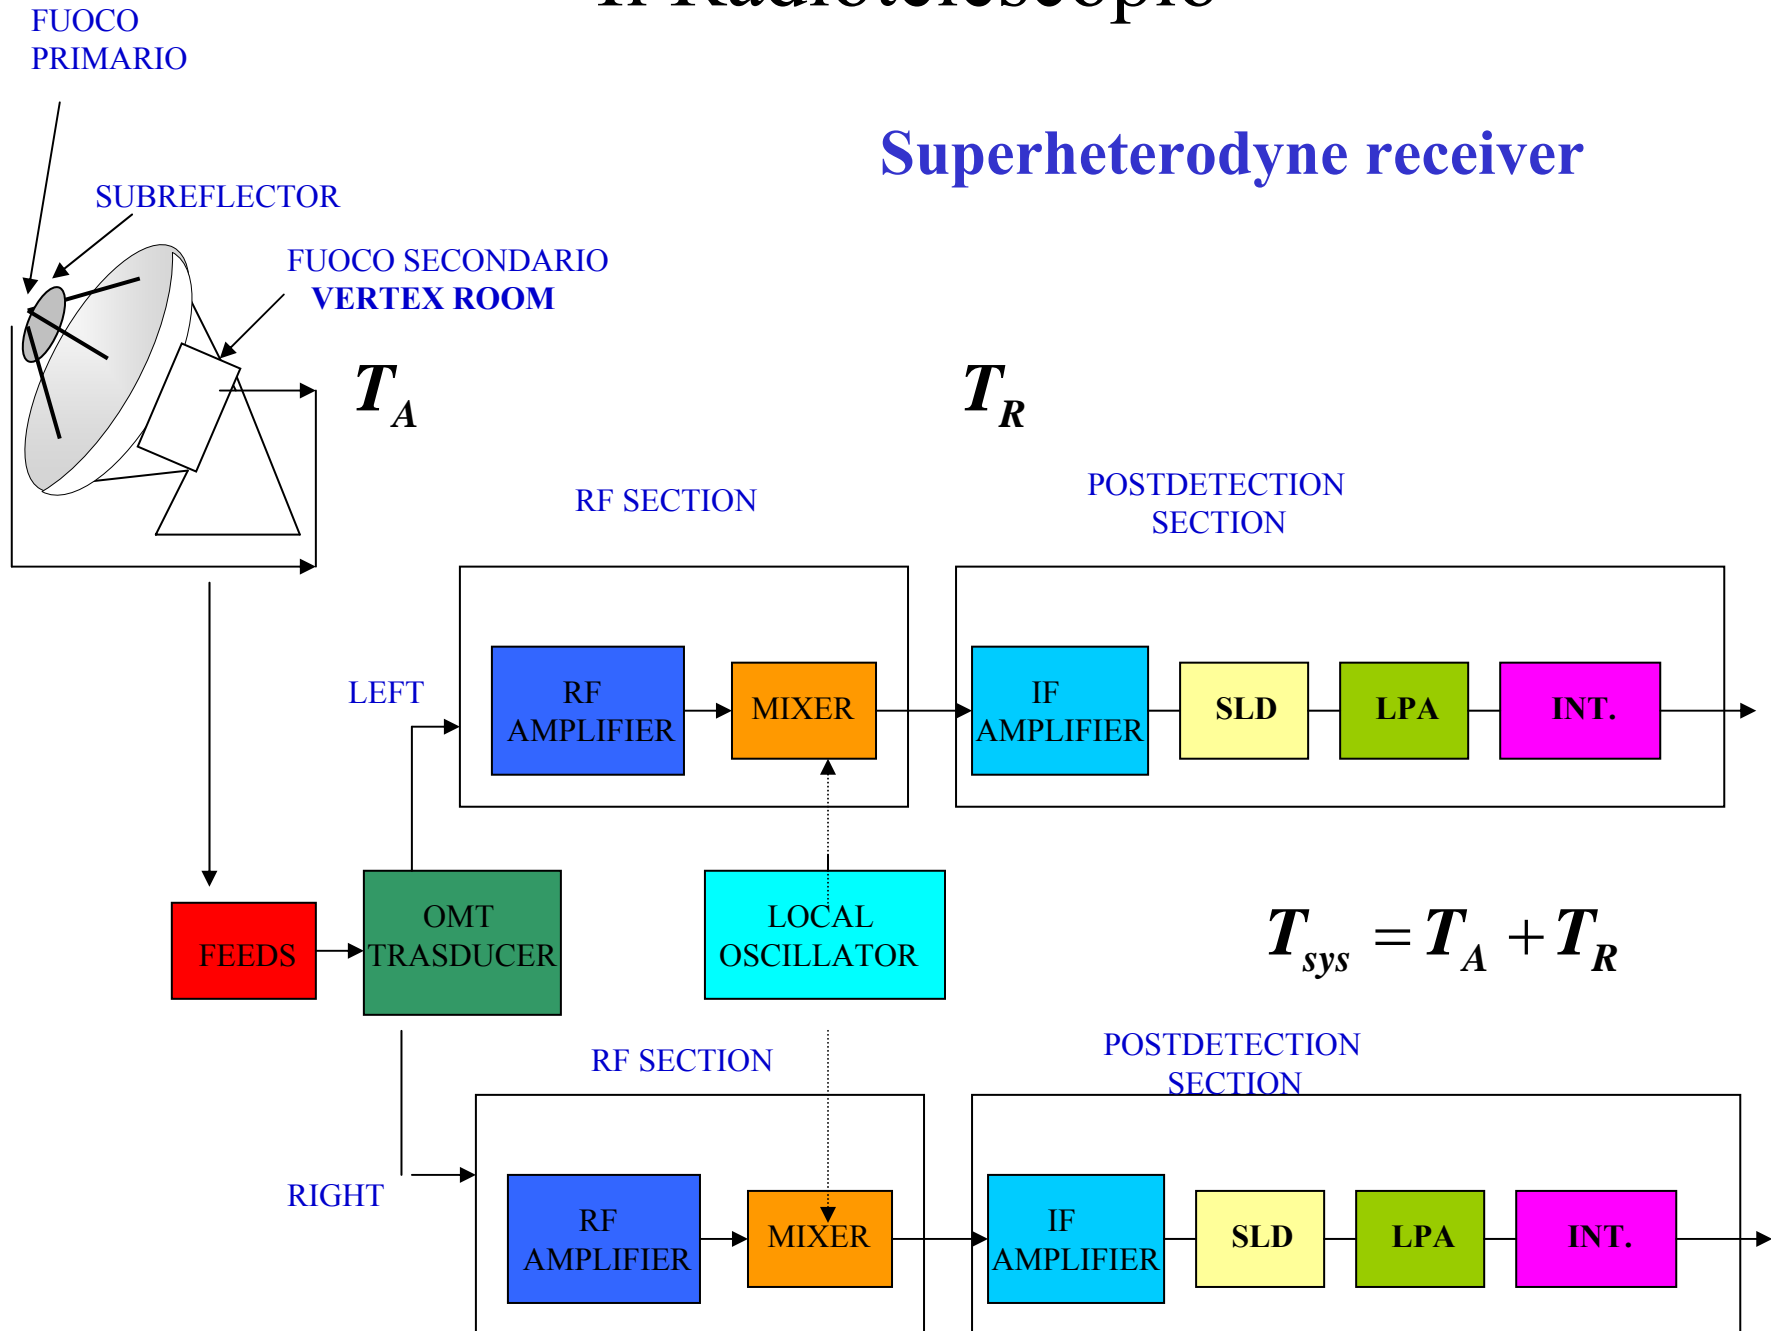 Il Radiotelescopio
FUOCO
PRIMARIO
Superheterodyne receiver
SUBREFLECTOR
FUOCO SECONDARIO
VERTEX ROOM
T_A
T_R
RF SECTION
POSTDETECTION
SECTION
LEFT
RF
AMPLIFIER
MIXER
IF
AMPLIFIER
SLD
LPA
INT.
FEEDS
OMT
TRASDUCER
LOCAL
OSCILLATOR
T_sys = T_A + T_R
RF SECTION
POSTDETECTION
SECTION
RIGHT
RF
AMPLIFIER
MIXER
IF
AMPLIFIER
SLD
LPA
INT.